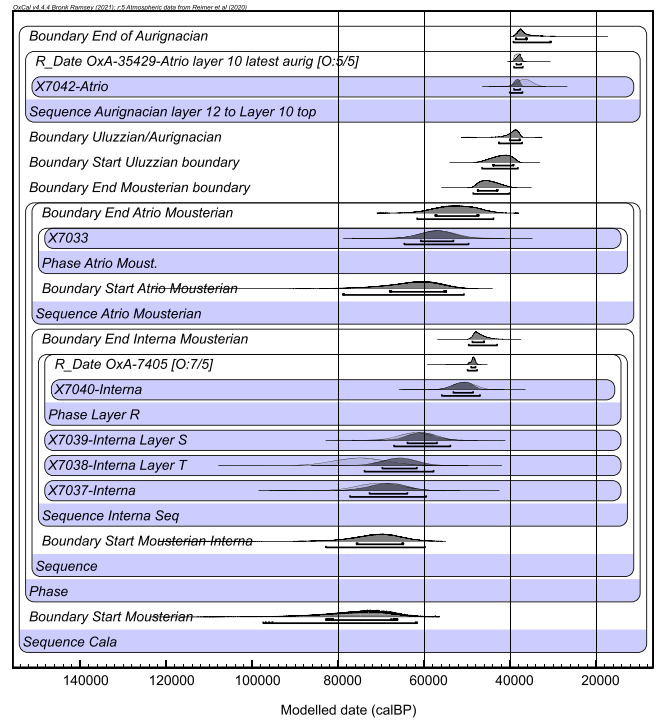 OxCal v4.4.4 Bronk Ramsey (2021); r:5 Atmospheric data from Reimer et al (2020)
Boundary End of Aurignacian
R_Date OxA-35429-Atrio layer 10 latest aurig [O:5/5]
X7042-Atrio
Sequence Aurignacian layer 12 to Layer 10 top
Boundary Uluzzian/Aurignacian
Boundary Start Uluzzian boundary
Boundary End Mousterian boundary
Boundary End Atrio Mousterian
X7033
Phase Atrio Moust.
Boundary Start Atrio Mousterian
Sequence Atrio Mousterian
Boundary End Interna Mousterian
R_Date OxA-7405 [O:7/5]
X7040-Interna
Phase Layer R
X7039-Interna Layer S
X7038-Interna Layer T
X7037-Interna
Sequence Interna Seq
Boundary Start Mousterian Interna
Sequence
Phase
Boundary Start Mousterian
Sequence Cala
140000 120000 100000 80000 60000 40000 20000
Modelled date (calBP)